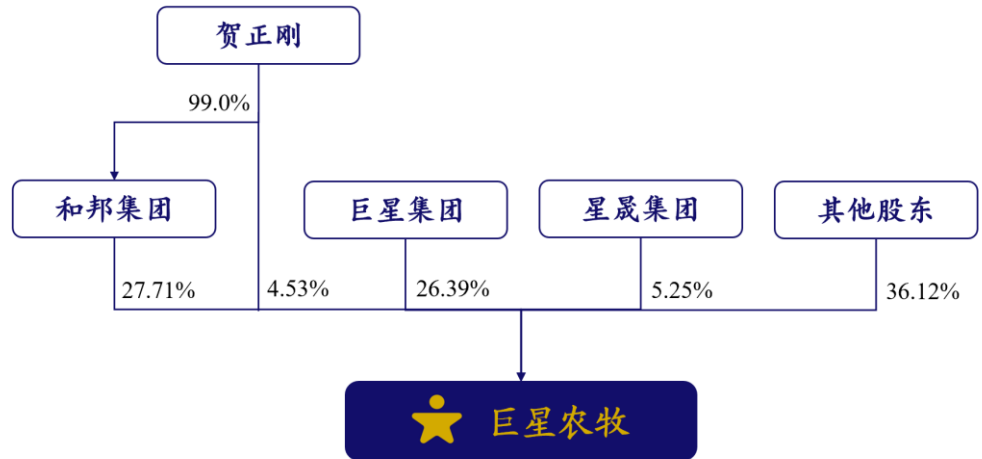 贺正刚
99.0%
和邦集团
巨星集团
星晟集团
其他股东
27.71%
4.53%
26.39%
5.25%
36.12%
巨星农牧